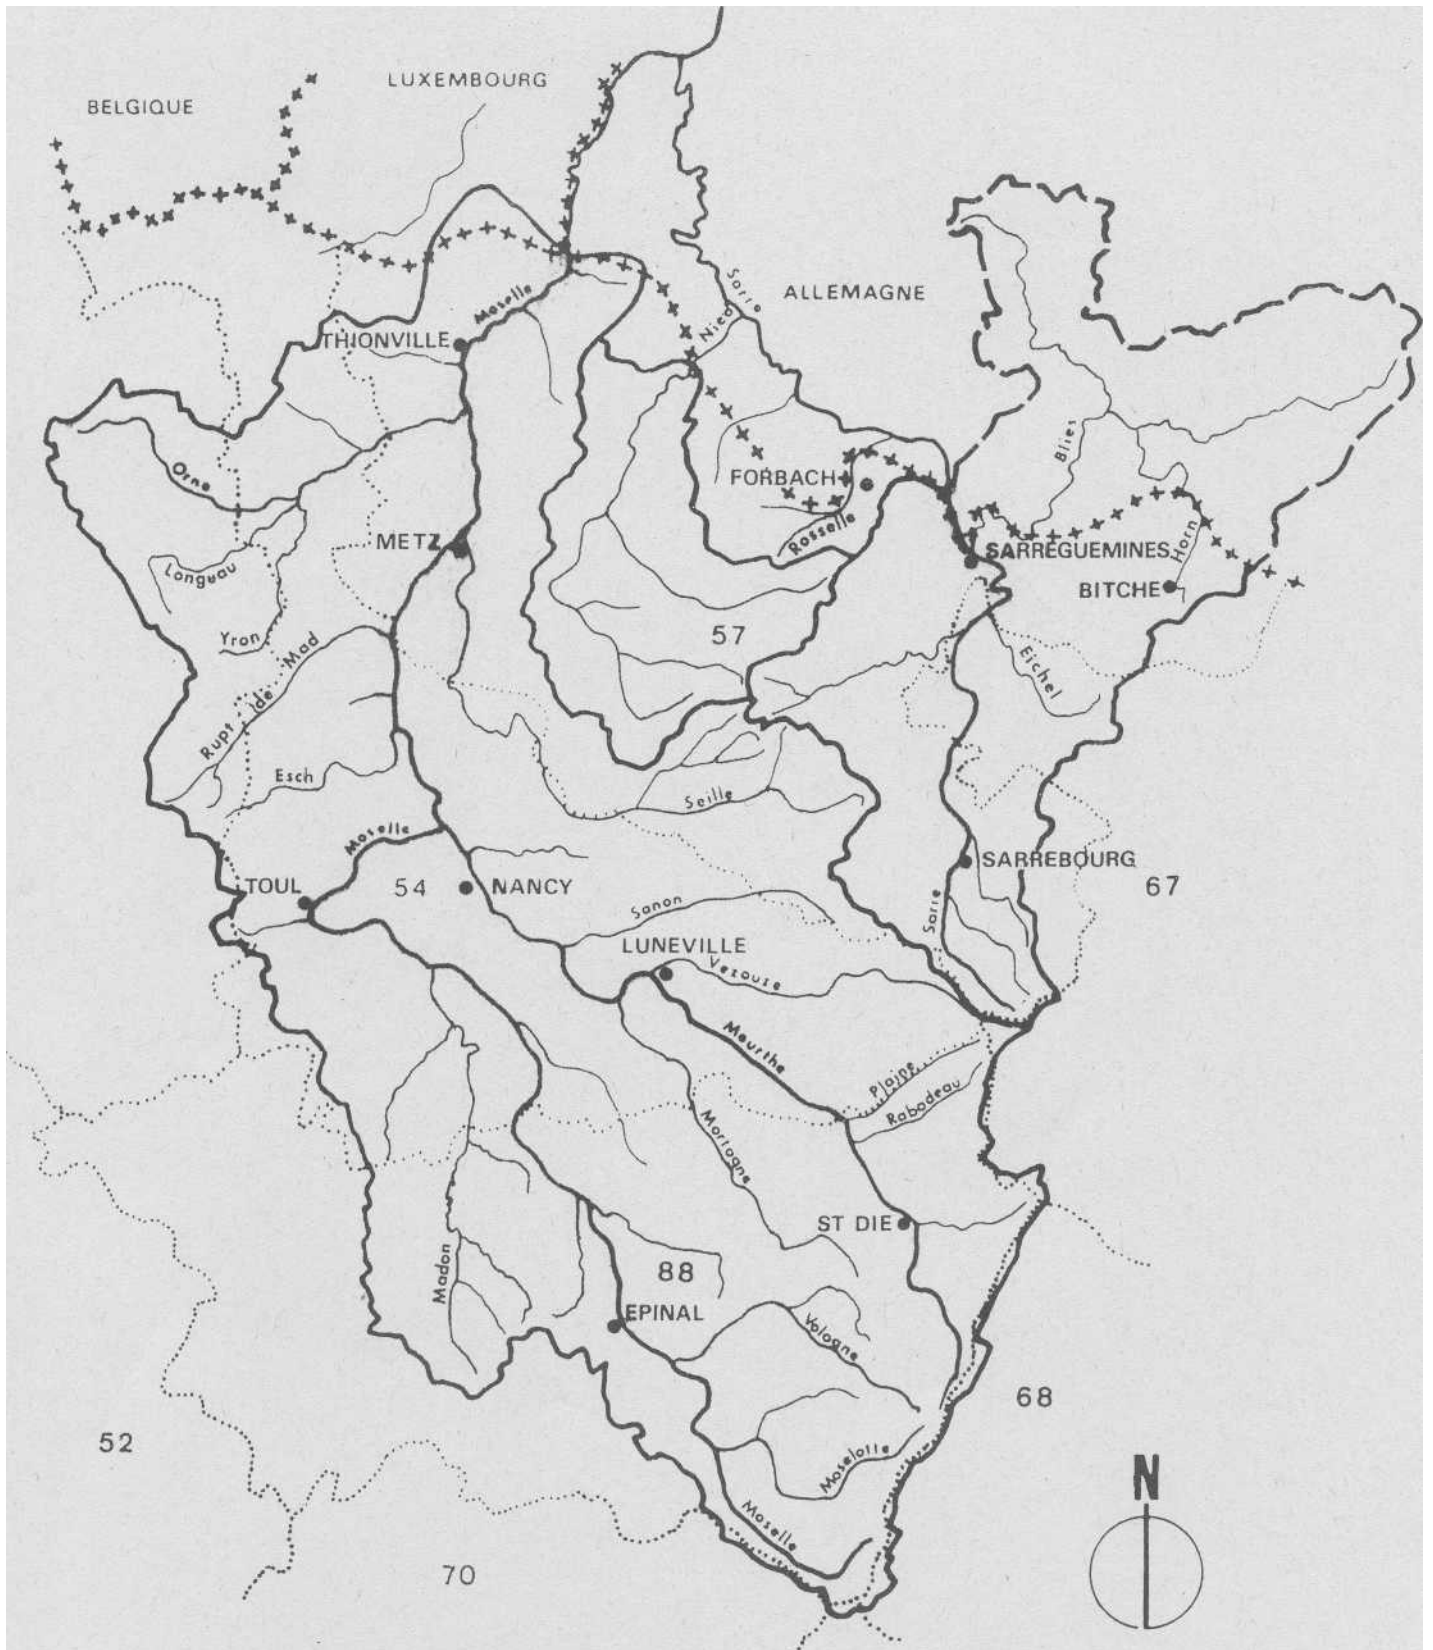 LUXEMBOURG
BELGIQUE
ALLEMAGNE
Sarre
Nied
Moselle
THIONVILLE
Blies
Orne
FORBACH
Rosselle
METZ
SARREGUEMINES
Horn
BITCHE
Longeau
Yron
57
Rupt de Mad
Eichel
Esch
Seille
Moselle
SARREBOURG
TOUL
54
NANCY
67
Sanon
Sarre
LUNEVILLE
Vezouze
Meurthe
Plaine
Rabodeau
Mortagne
ST DIE
Madon
88
EPINAL
Vologne
68
52
Moselotte
N
Moselle
70